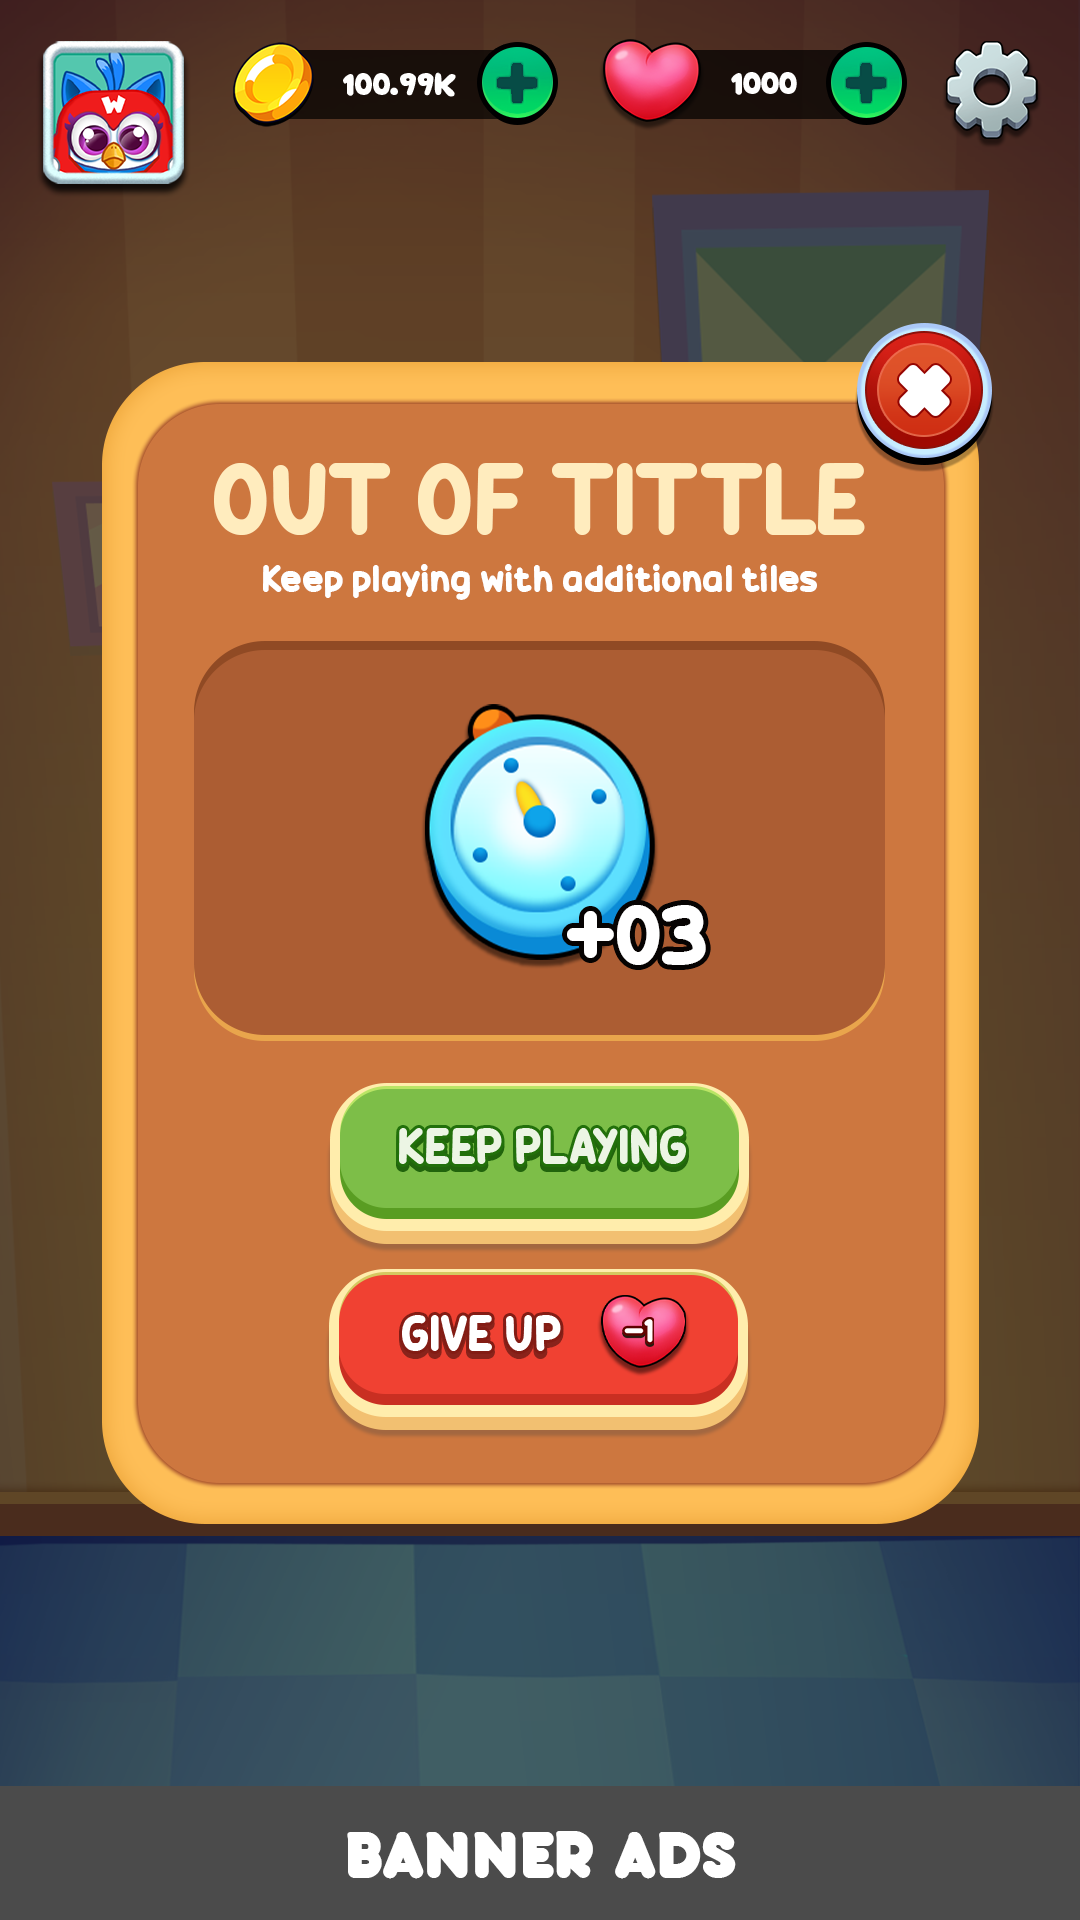 W
100.99K
1000
OUT OF TITTLE
Keep playing with additional tiles
+03
KEEP PLAYING
GIVE UP -1
BANNER ADS